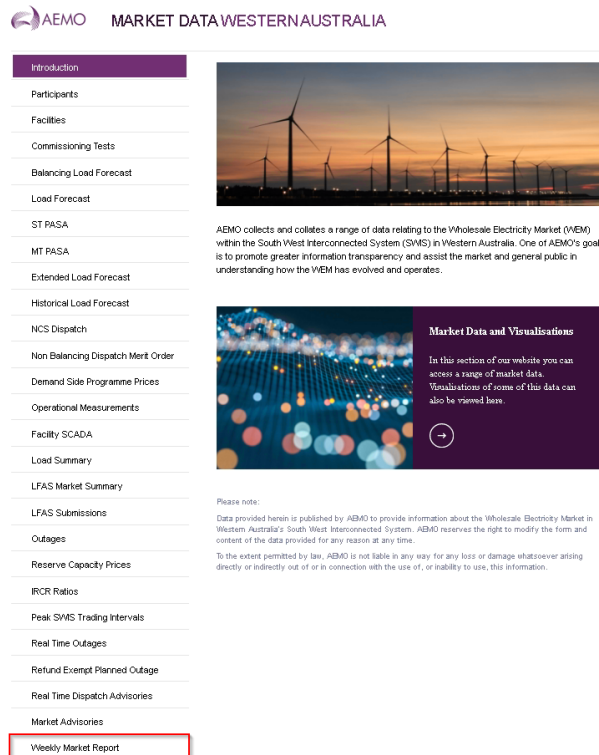 AEMO
MARKET DATA WESTERN AUSTRALIA
Introduction
Participants
Facilities
Commissioning Tests
Balancing Load Forecast
Load Forecast
ST PASA
MT PASA
Extended Load Forecast
Historical Load Forecast
NCS Dispatch
Non Balancing Dispatch Merit Order
Demand Side Programme Prices
Operational Measurements
Facility SCADA
Load Summary
LFAS Market Summary
LFAS Submissions
Outages
Reserve Capacity Prices
IRCR Ratios
Peak SWIS Trading Intervals
Real Time Outages
Refund Exempt Planned Outage
Real Time Dispatch Advisories
Market Advisories
Weekly Market Report
AEMO collects and collates a range of data relating to the Wholesale Electricity Market (WEM)
within the South West Interconnected System (SWIS) in Western Australia. One of AEMO's goal
is to promote greater information transparency and assist the market and general public in
understanding how the WEM has evolved and operates.
Market Data and Visualisations
In this section of our website you can
access a range of market data.
Visualisations of some of this data can
also be viewed here.
Please note:
Data provided herein is published by AEMO to provide information about the Wholesale Electricity Market in
Western Australia's South West Interconnected System. AEMO reserves the right to modify the form and
content of the data provided for any reason at any time.
To the extent permitted by law, AEMO is not liable in any way for any loss or damage whatsoever arising
directly or indirectly out of or in connection with the use of, or inability to use, this information.